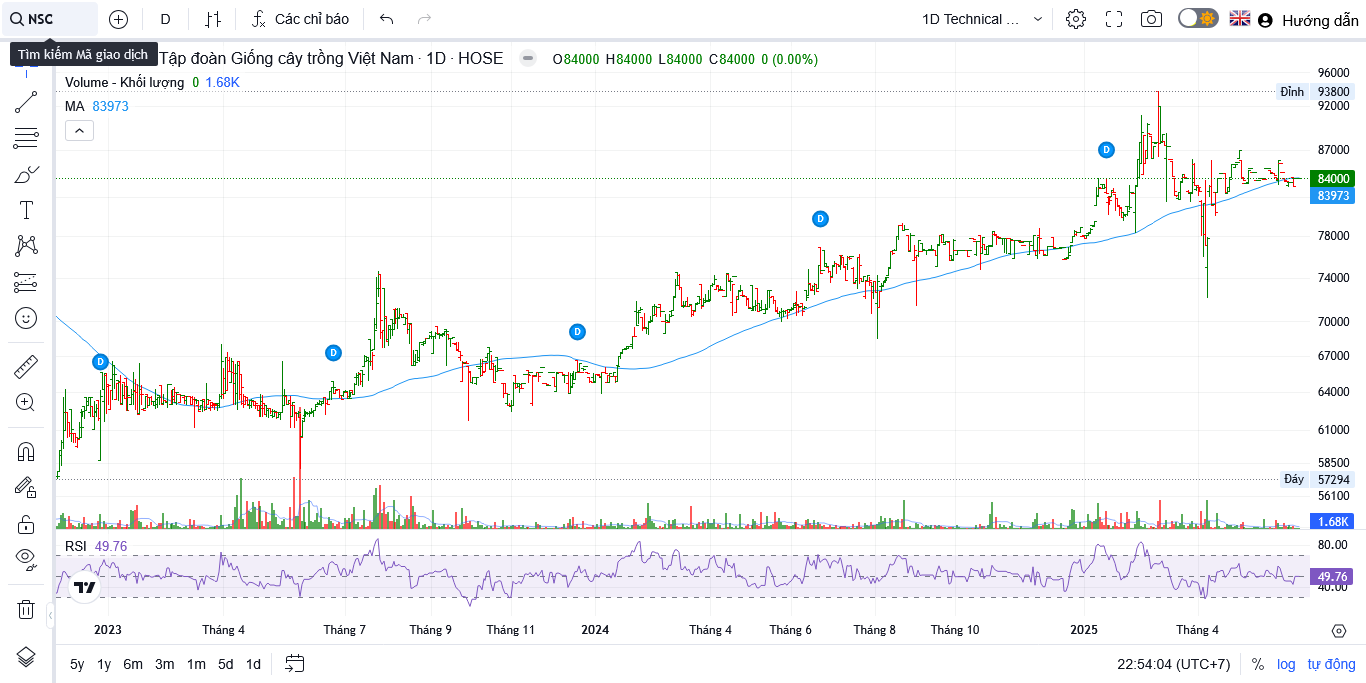 NSC D Các chỉ báo 1D Technical ... Hướng dẫn
Tìm kiếm Mã giao dịch
Tập đoàn Giống cây trồng Việt Nam · 1D · HOSE O84000 H84000 L84000 C84000 0 (0.00%)
Volume - Khối lượng 0 1.68K
MA 83973
96000
Đỉnh 93800
92000
87000
84000
83973
78000
74000
70000
67000
64000
61000
58500
Đáy 57294
56100
1.68K
D
D
D
D
D
RSI 49.76
80.00
49.76
40.00
2023 Tháng 4 Tháng 7 Tháng 9 Tháng 11 2024 Tháng 4 Tháng 6 Tháng 8 Tháng 10 2025 Tháng 4
5y 1y 6m 3m 1m 5d 1d 22:54:04 (UTC+7) % log tự động